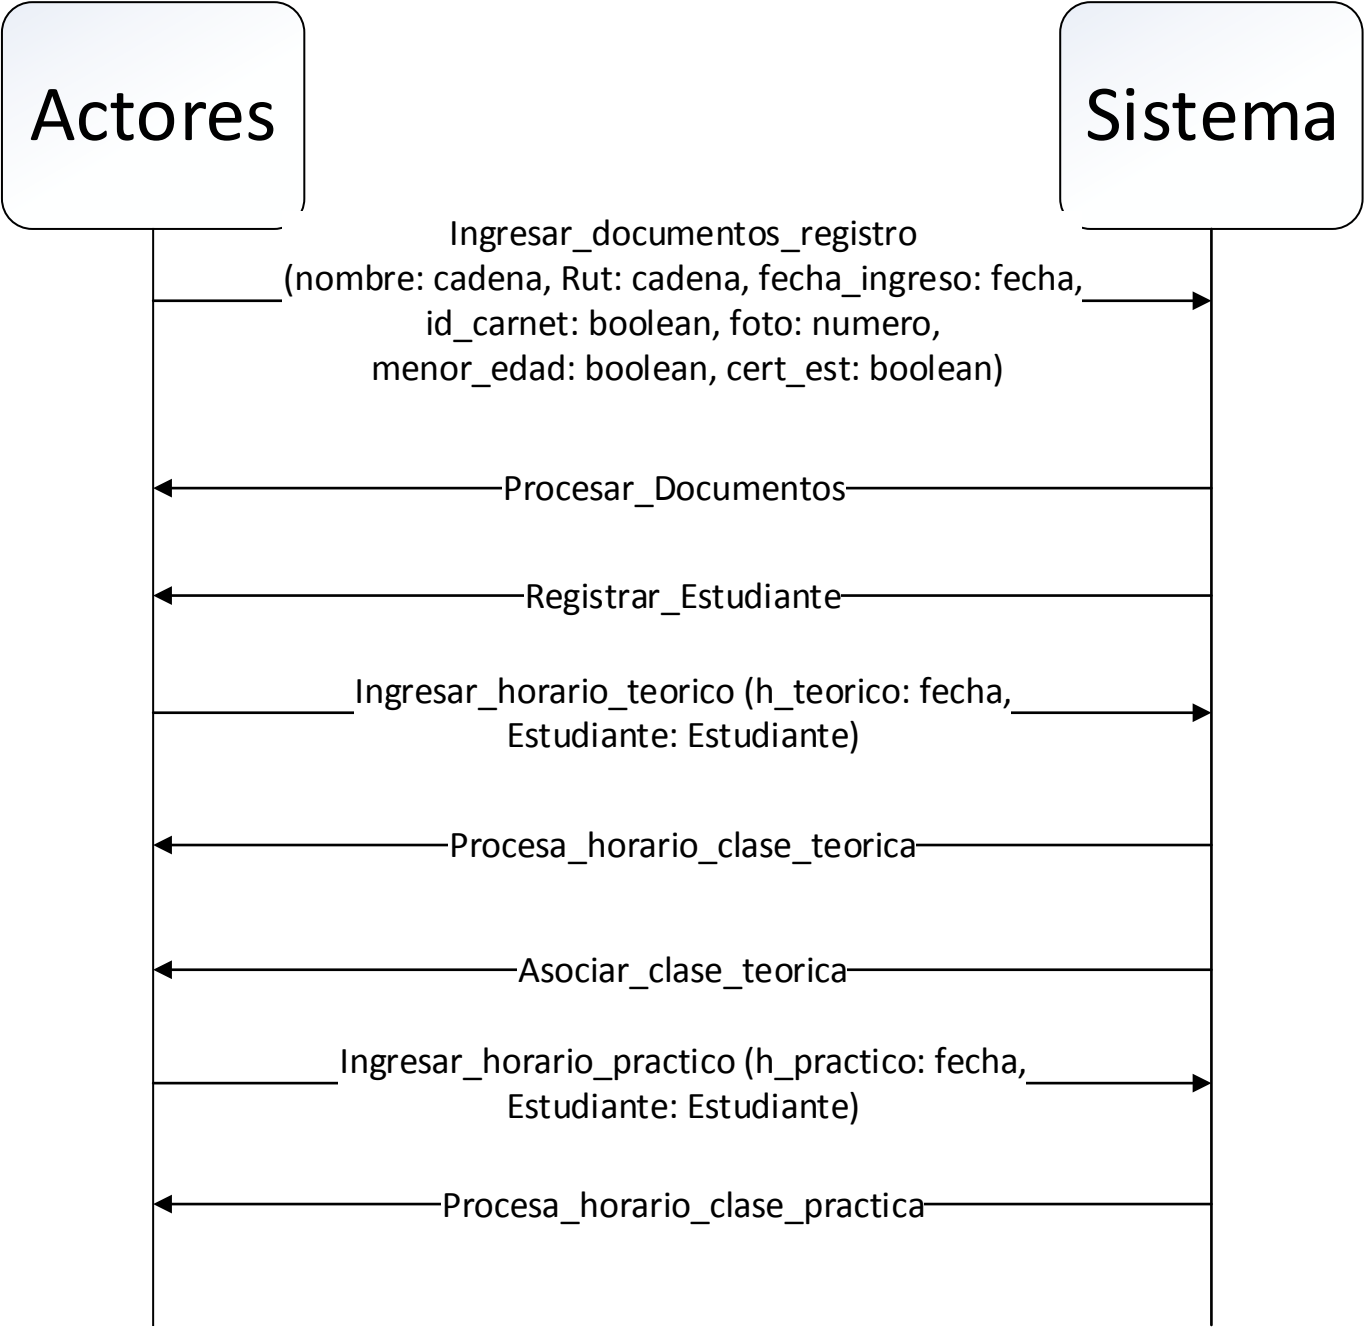 Actores
Sistema
Ingresar_documentos_registro
(nombre: cadena, Rut: cadena, fecha_ingreso: fecha,
id_carnet: boolean, foto: numero,
menor_edad: boolean, cert_est: boolean)
Procesar_Documentos
Registrar_Estudiante
Ingresar_horario_teorico (h_teorico: fecha,
Estudiante: Estudiante)
Procesa_horario_clase_teorica
Asociar_clase_teorica
Ingresar_horario_practico (h_practico: fecha,
Estudiante: Estudiante)
Procesa_horario_clase_practica